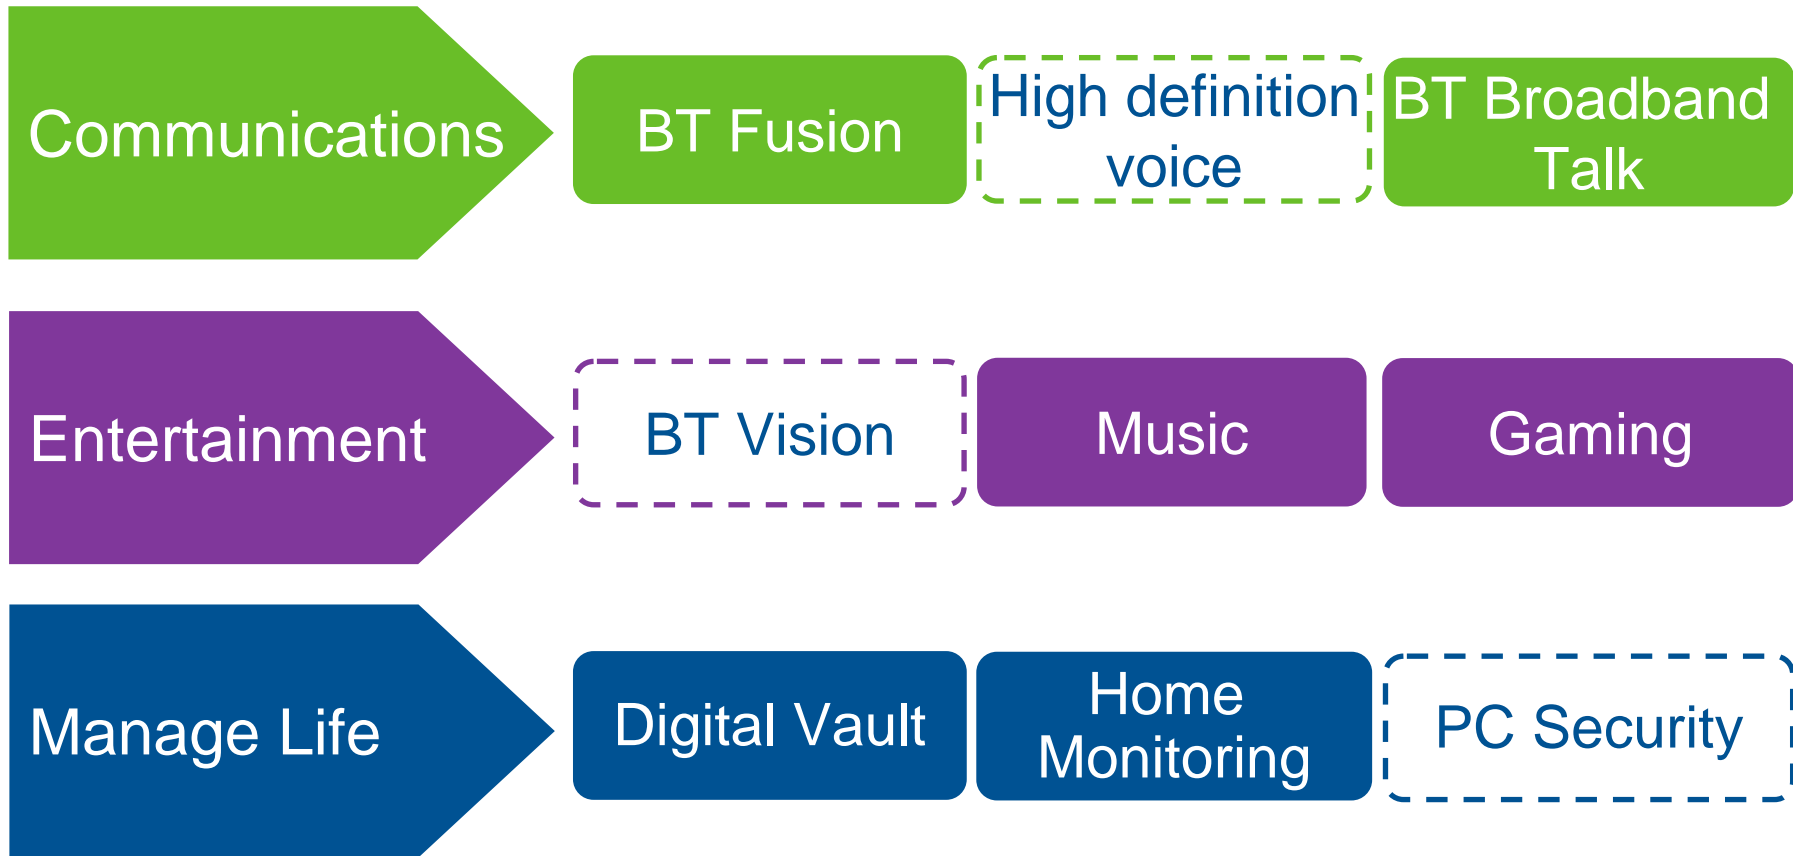 Communications
BT Fusion
High definition
voice
BT Broadband
Talk
Entertainment
BT Vision
Music
Gaming
Manage Life
Digital Vault
Home
Monitoring
PC Security